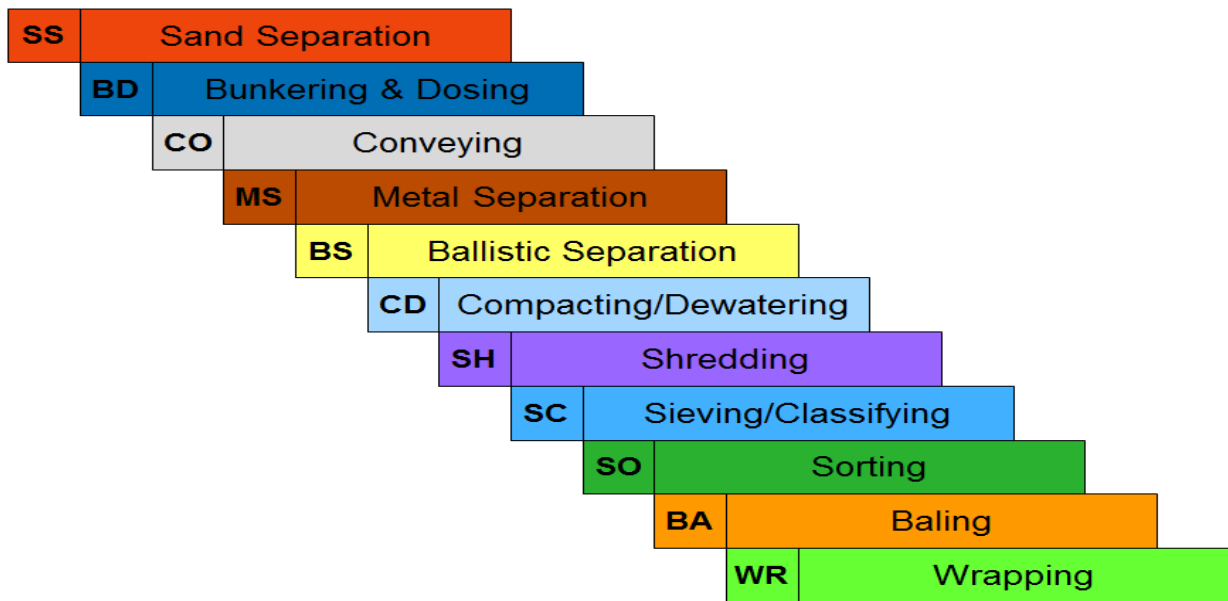 SS Sand Separation
BD Bunkering & Dosing
CO Conveying
MS Metal Separation
BS Ballistic Separation
CD Compacting/Dewatering
SH Shredding
SC Sieving/Classifying
SO Sorting
BA Baling
WR Wrapping